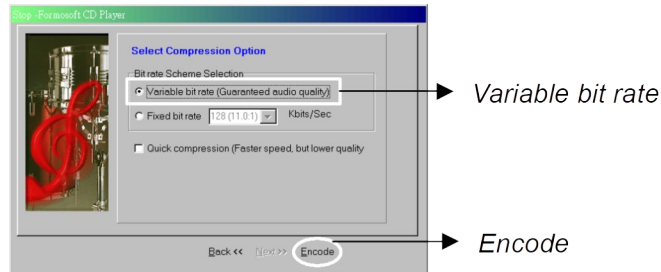 Stop -Formosoft CD Player
Select Compression Option
Bit rate Scheme Selection
Variable bit rate (Guaranteed audio quality)
Variable bit rate
Fixed bit rate 128 (11.0:1) Kbits/Sec
Quick compression (Faster speed, but lower quality
Back << Next >> Encode
Encode